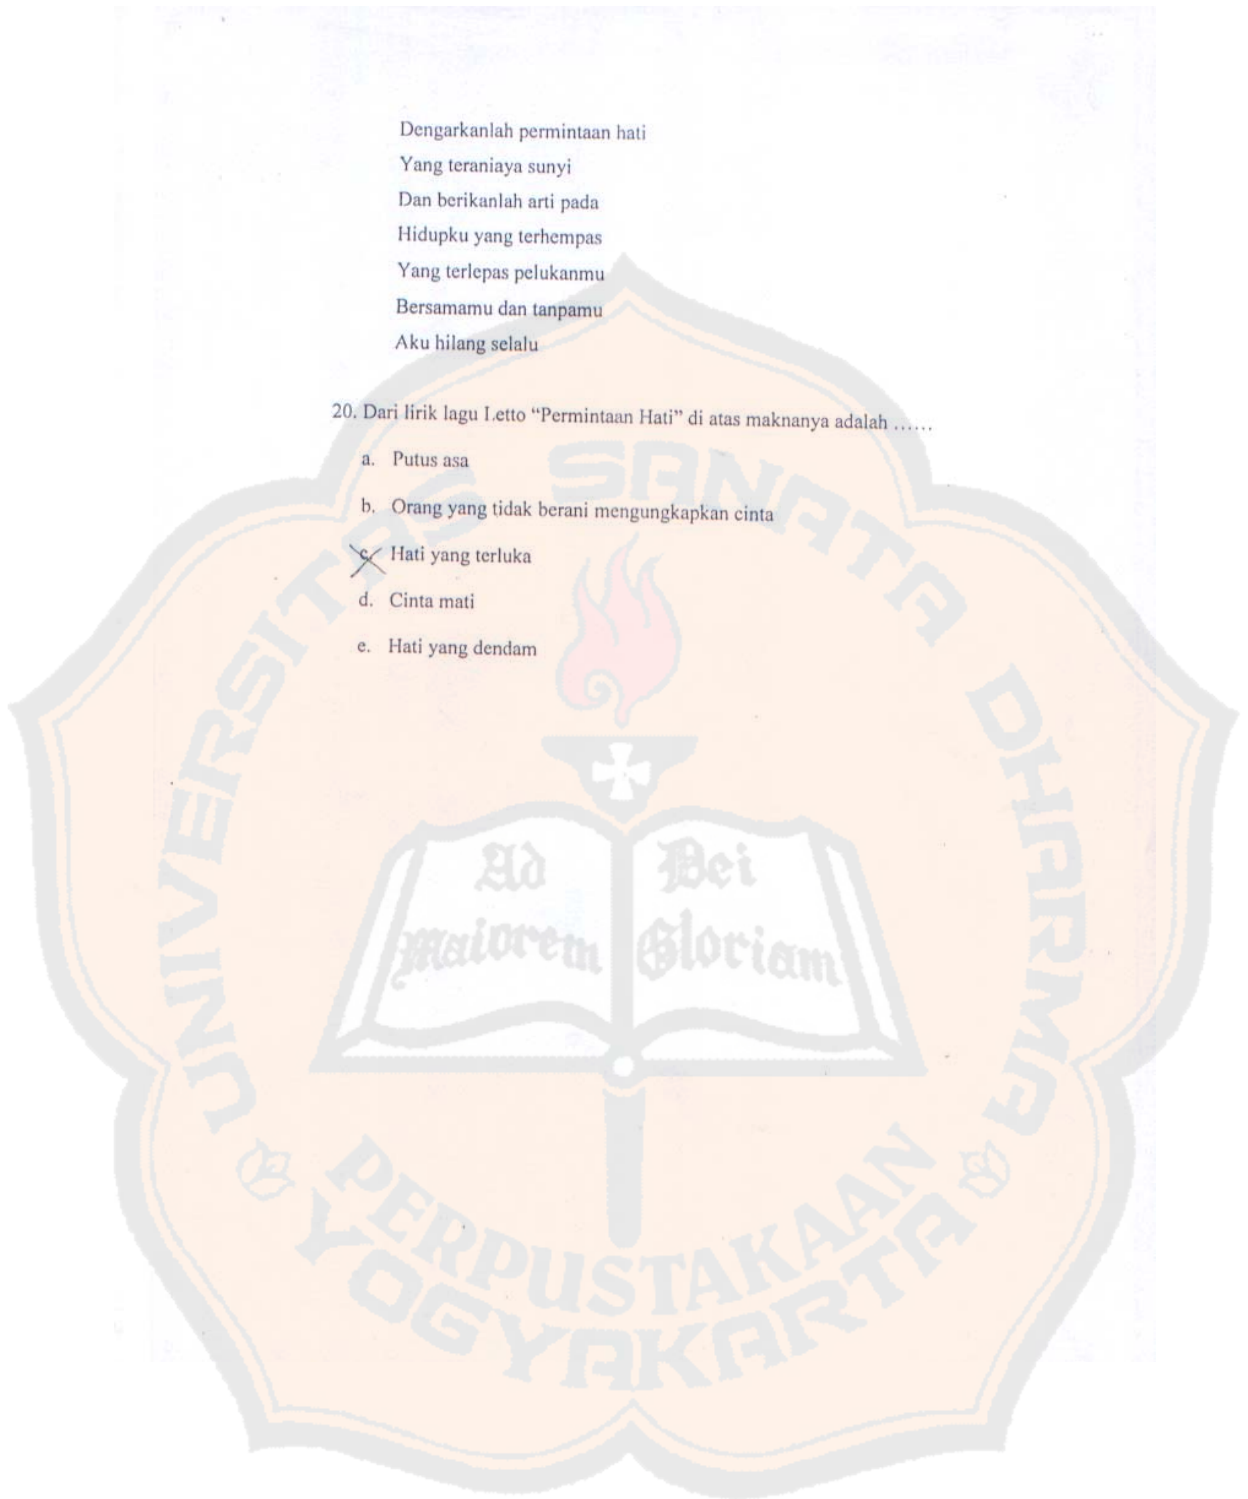 Dengarkanlah permintaan hati
Yang teraniaya sunyi
Dan berikanlah arti pada
Hidupku yang terhempas
Yang terlepas pelukanmu
Bersamamu dan tanpamu
Aku hilang selalu
20. Dari lirik lagu Letto “Permintaan Hati” di atas maknanya adalah ……
a. Putus asa
b. Orang yang tidak berani mengungkapkan cinta
c. Hati yang terluka
d. Cinta mati
e. Hati yang dendam
UNIVERSITAS SANATA DHARMA
Ad Dei
maiorem Gloriam
PERPUSTAKAAN
YOGYAKARTA